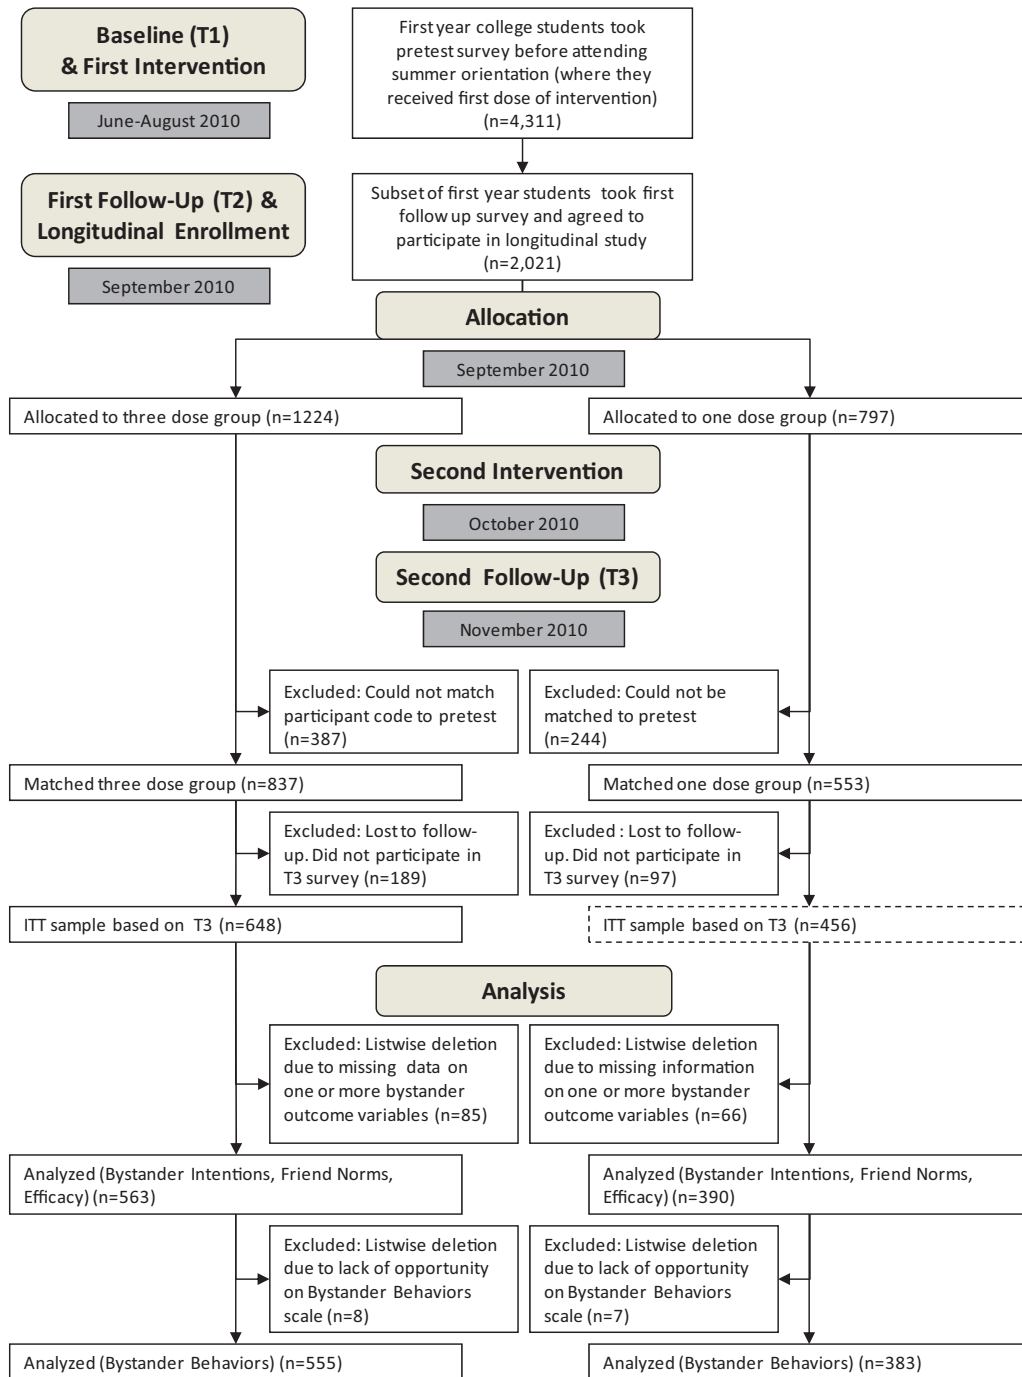 Baseline (T1)
& First Intervention
June-August 2010
First year college students took
pretest survey before attending
summer orientation (where they
received first dose of intervention)
(n=4,311)
First Follow-Up (T2) &
Longitudinal Enrollment
September 2010
Subset of first year students took first
follow up survey and agreed to
participate in longitudinal study
(n=2,021)
Allocation
September 2010
Allocated to three dose group (n=1224)
Allocated to one dose group (n=797)
Second Intervention
October 2010
Second Follow-Up (T3)
November 2010
Excluded: Could not match
participant code to pretest
(n=387)
Excluded: Could not be
matched to pretest
(n=244)
Matched three dose group (n=837)
Matched one dose group (n=553)
Excluded: Lost to follow-
up. Did not participate in
T3 survey (n=189)
Excluded : Lost to follow-
up. Did not participate in
T3 survey (n=97)
ITT sample based on T3 (n=648)
ITT sample based on T3 (n=456)
Analysis
Excluded: Listwise deletion
due to missing data on
one or more bystander
outcome variables (n=85)
Excluded: Listwise deletion
due to missing information
on one or more bystander
outcome variables (n=66)
Analyzed (Bystander Intentions, Friend Norms,
Efficacy) (n=563)
Analyzed (Bystander Intentions, Friend Norms,
Efficacy) (n=390)
Excluded: Listwise deletion
due to lack of opportunity
on Bystander Behaviors
scale (n=8)
Excluded: Listwise deletion
due to lack of opportunity
on Bystander Behaviors
scale (n=7)
Analyzed (Bystander Behaviors) (n=555)
Analyzed (Bystander Behaviors) (n=383)